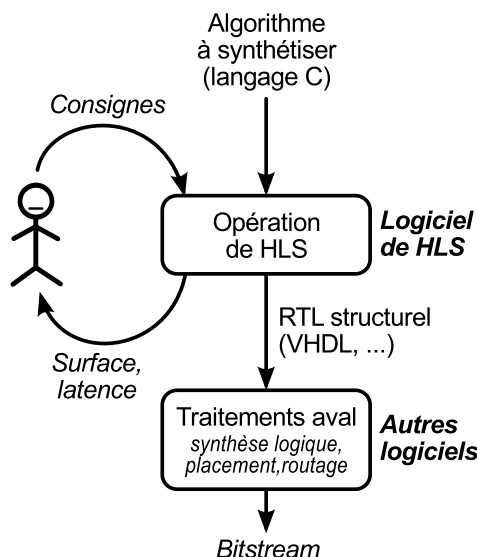 Algorithme
à synthétiser
(langage C)
Consignes
Opération
de HLS
Logiciel
de HLS
RTL structurel
(VHDL, ...)
Surface,
latence
Traitements aval
synthèse logique,
placement,routage
Autres
logiciels
Bitstream